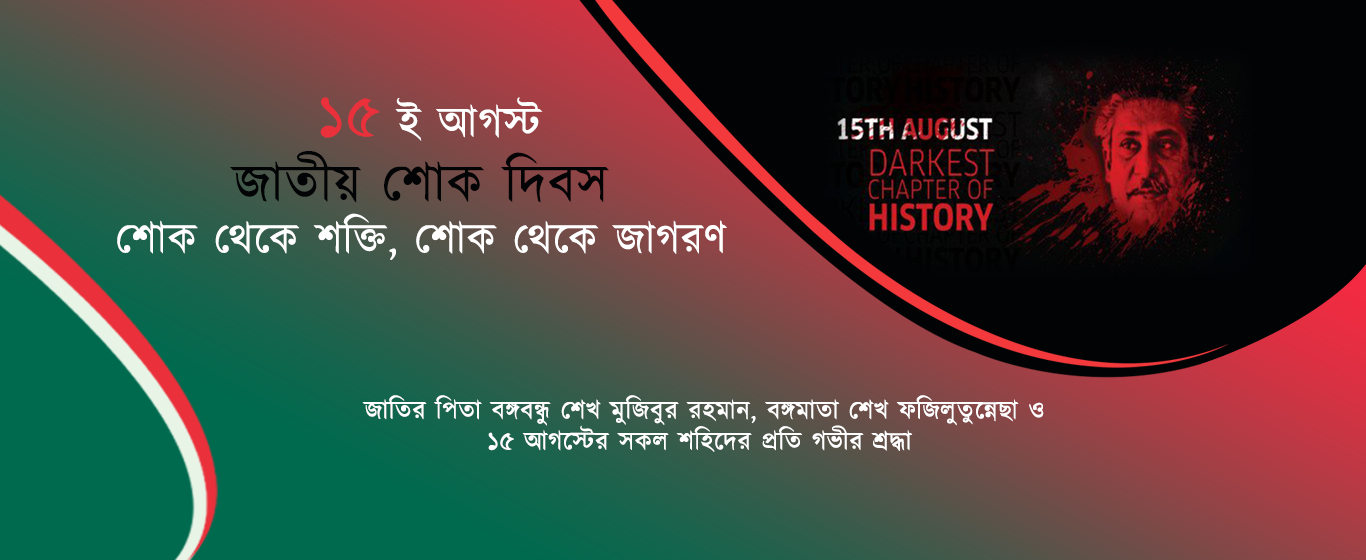 ১৫ ই আগস্ট
জাতীয় শোক দিবস
শোক থেকে শক্তি, শোক থেকে জাগরণ
15TH AUGUST
DARKEST
CHAPTER OF
HISTORY
জাতির পিতা বঙ্গবন্ধু শেখ মুজিবুর রহমান, বঙ্গমাতা শেখ ফজিলুতুন্নেছা ও
১৫ আগস্টের সকল শহিদের প্রতি গভীর শ্রদ্ধা